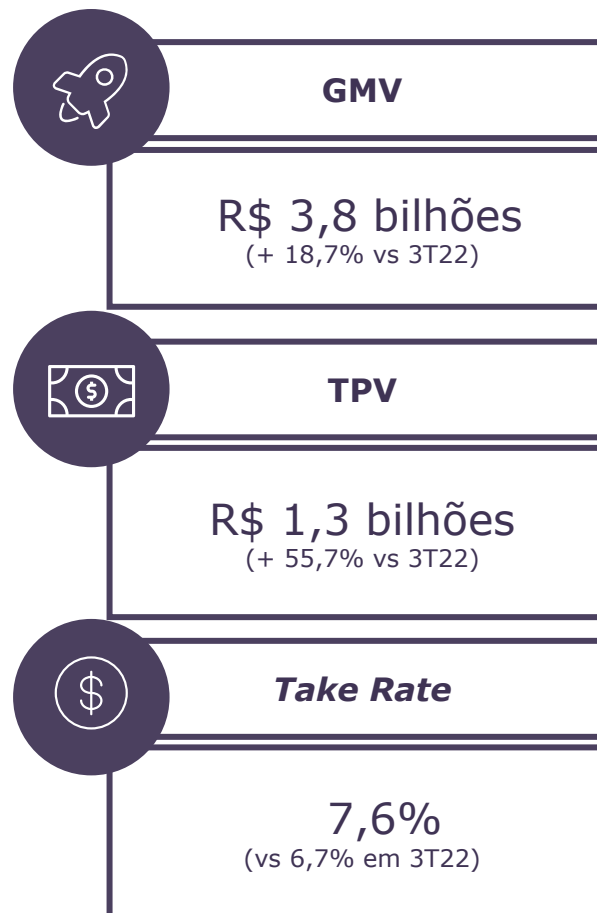 GMV
R$ 3,8 bilhões
(+ 18,7% vs 3T22)
$
TPV
R$ 1,3 bilhões
(+ 55,7% vs 3T22)
$
Take Rate
7,6%
(vs 6,7% em 3T22)